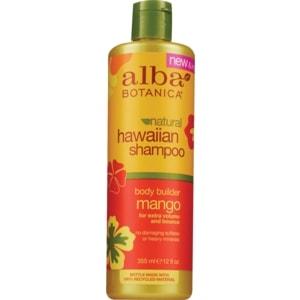 new
alba
BOTANICA®
natural
hawaiian
shampoo
body builder
mango
for extra volume
and bounce
no damaging sulfates
or heavy minerals
355 ml℮12 fl oz
BOTTLE MADE WITH
100% RECYCLED MATERIAL